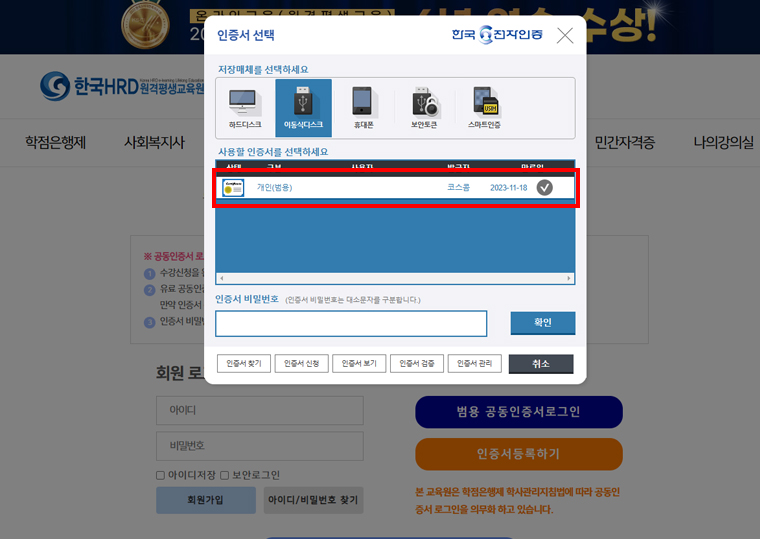 온라인교육(원격평생교육)
수상!
인증서 선택
한국전자인증
저장매체를 선택하세요
하드디스크
이동식디스크
휴대폰
보안토큰
스마트인증
SIM
한국HRD원격평생교육원
학점은행제
사회복지사
민간자격증
나의강의실
사용할 인증서를 선택하세요
상태 구분 사용자 발급자 만료일
개인(범용) 코스콤 2023-11-18
※ 공동인증서 로
1 수강신청을
2 유료 공동인
만약 인증서
3 인증서 비밀번
인증서 비밀번호 (인증서 비밀번호는 대소문자를 구분합니다.)
확인
인증서 찾기
인증서 신청
인증서 보기
인증서 검증
인증서 관리
취소
회원 로
아이디
비밀번호
아이디저장 보안로그인
회원가입
아이디/비밀번호 찾기
범용 공동인증서로그인
인증서등록하기
본 교육원은 학점은행제 학사관리지침법에 따라 공동인
증서 로그인을 의무화 하고 있습니다.